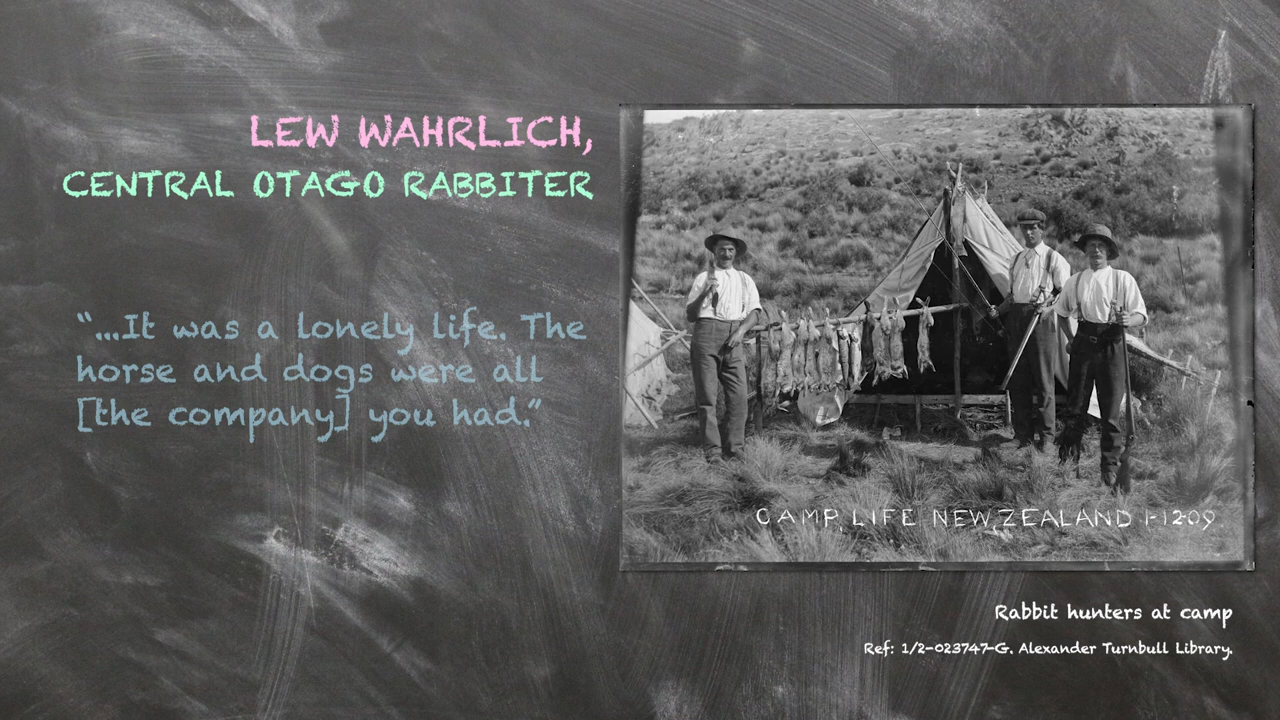 LEW WAHRLICH,
CENTRAL OTAGO RABBITER
“...It was a lonely life. The
horse and dogs were all
[the company] you had.”
CAMP LIFE NEW ZEALAND 1-12-09
Rabbit hunters at camp
Ref: 1/2-023747-G. Alexander Turnbull Library.